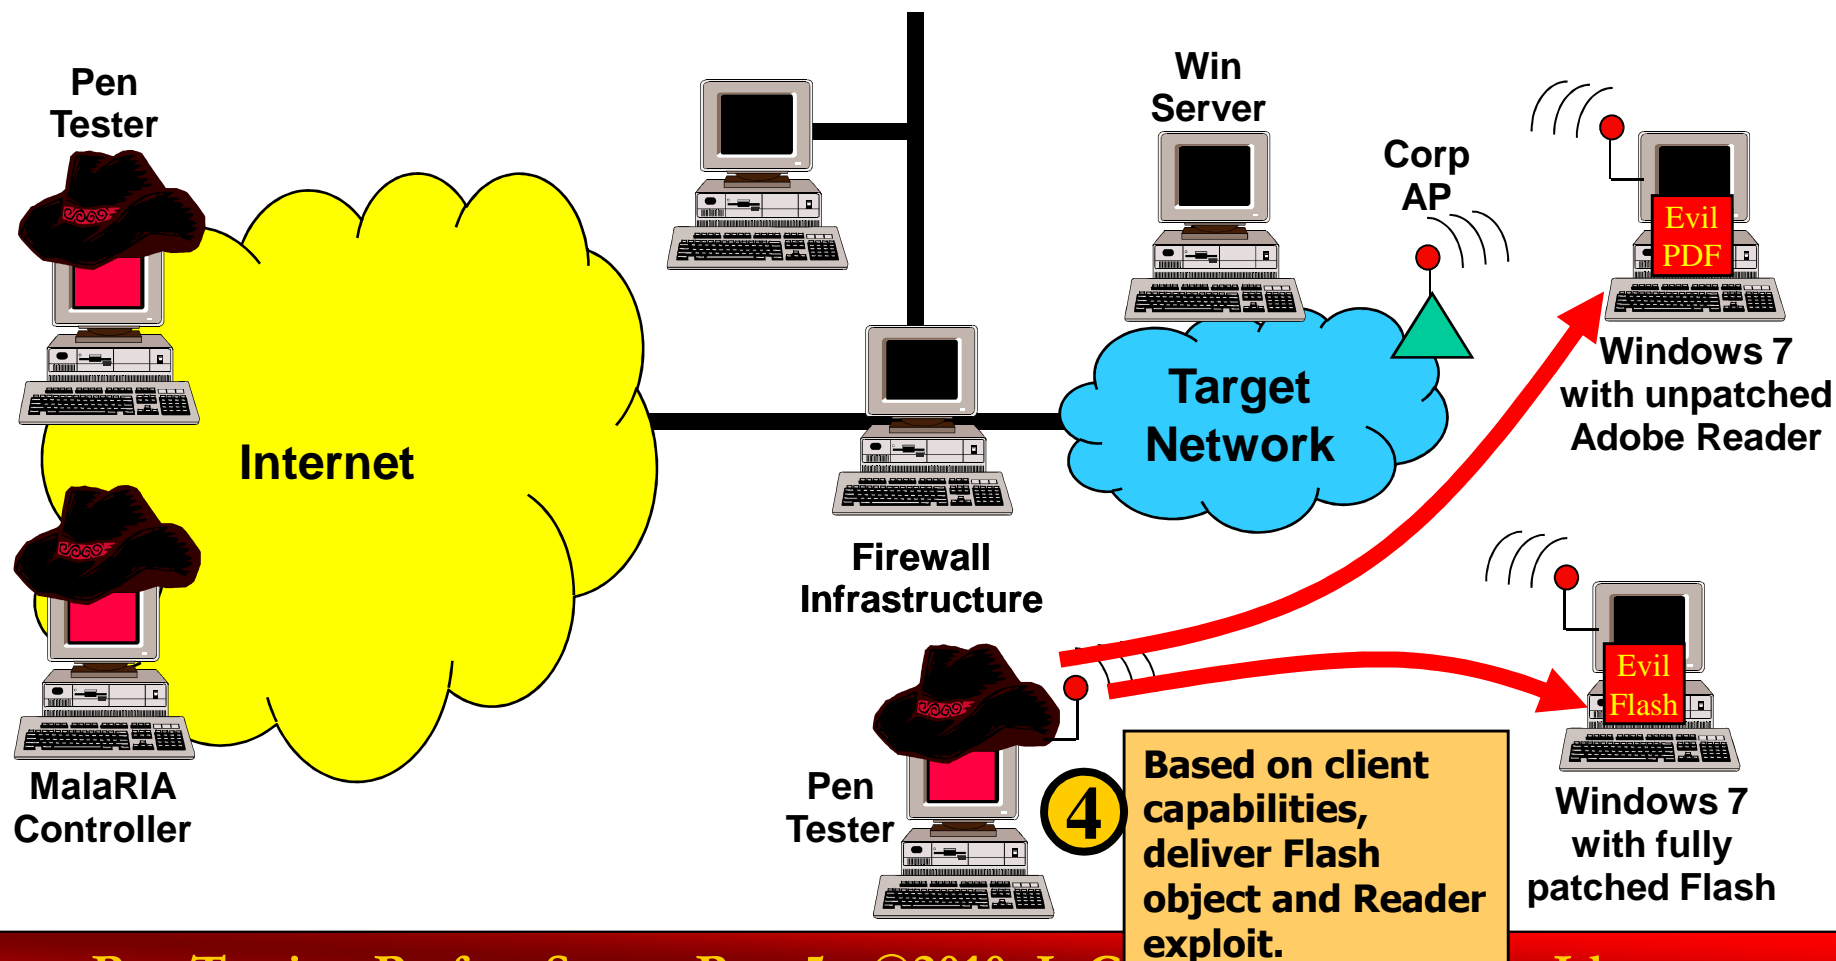 Pen
Tester
Win
Server
Corp
AP
Evil
PDF
Windows 7
with unpatched
Adobe Reader
Internet
Target
Network
Firewall
Infrastructure
MalaRIA
Controller
Pen
Tester
4
Based on client
capabilities,
deliver Flash
object and Reader
exploit.
Evil
Flash
Windows 7
with fully
patched Flash